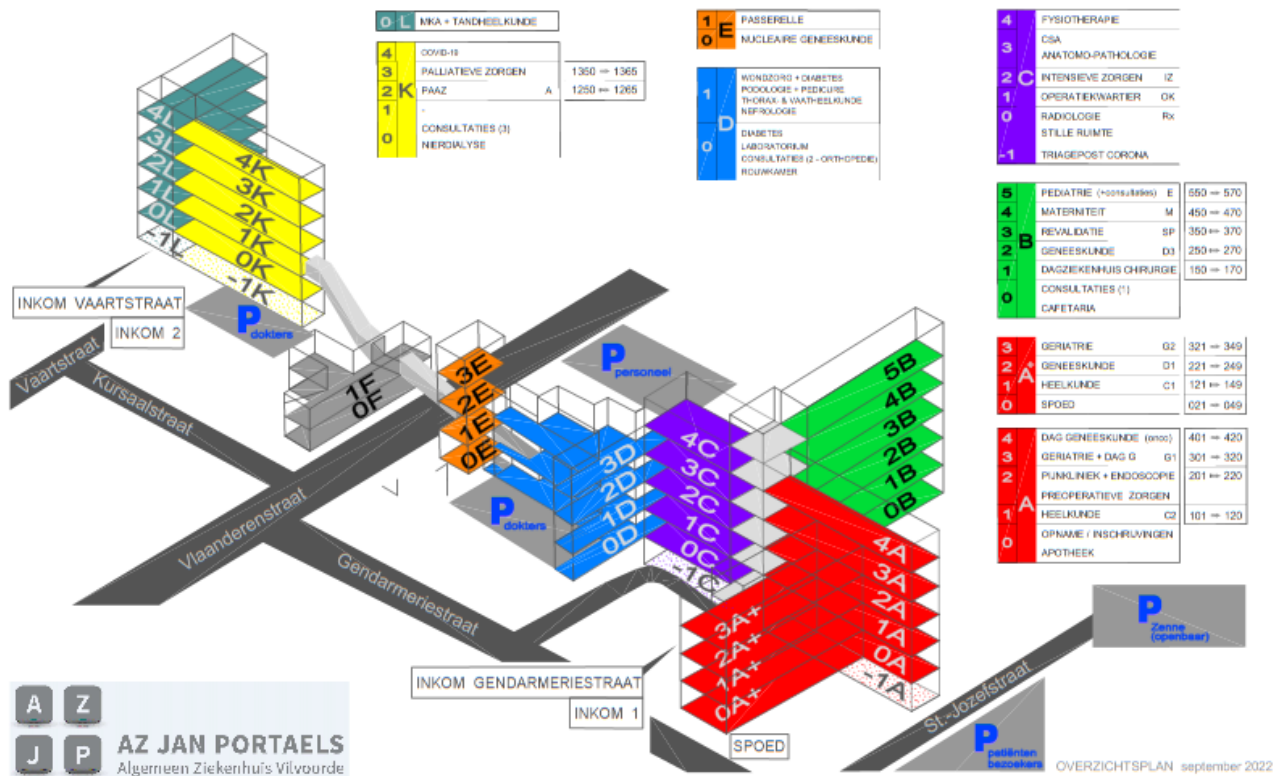 0 L MKA + TANDHEELKUNDE
K
4 COVID-19
3 PALLIATIEVE ZORGEN 1350 ⇔ 1365
2 PAAZ A 1250 ⇔ 1265
1 -
0 CONSULTATIES (3)
NIERDIALYSE
E
1 PASSERELLE
0 NUCLEAIRE GENEESKUNDE
D
1 WONDZORG + DIABETES
PODOLOGIE + PEDICURE
THORAX- & VAATHEELKUNDE
NEFROLOGIE
0 DIABETES
LABORATORIUM
CONSULTATIES (2 - ORTHOPEDIE)
ROUWKAMER
C
4 FYSIOTHERAPIE
3 CSA
ANATOMO-PATHOLOGIE
2 INTENSIEVE ZORGEN IZ
1 OPERATIEKWARTIER OK
0 RADIOLOGIE Rx
STILLE RUIMTE
-1 TRIAGEPOST CORONA
B
5 PEDIATRIE (+consultaties) E 550 ⇔ 570
4 MATERNITEIT M 450 ⇔ 470
3 REVALIDATIE SP 350 ⇔ 370
2 GENEESKUNDE D3 250 ⇔ 270
1 DAGZIEKENHUIS CHIRURGIE 150 ⇔ 170
0 CONSULTATIES (1)
CAFETARIA
A+
3 GERIATRIE G2 321 ⇔ 349
2 GENEESKUNDE D1 221 ⇔ 249
1 HEELKUNDE C1 121 ⇔ 149
0 SPOED 021 ⇔ 049
A
4 DAG GENEESKUNDE (onco) 401 ⇔ 420
3 GERIATRIE + DAG G G1 301 ⇔ 320
2 PIJNKLINIEK + ENDOSCOPIE 201 ⇔ 220
PREOPERATIEVE ZORGEN
1 HEELKUNDE C2 101 ⇔ 120
0 OPNAME / INSCHRIJVINGEN
APOTHEEK
4L
3L
2L
1L
0L
-1L
4K
3K
2K
1K
0K
-1K
INKOM VAARTSTRAAT
INKOM 2
P
dokters
Vaartstraat
Kursaalstraat
1F
0F
3E
2E
1E
0E
P
personeel
P
dokters
3D
2D
1D
0D
4C
3C
2C
1C
0C
-1C
5B
4B
3B
2B
1B
0B
4A
3A
2A
1A
0A
-1A
3A+
2A+
1A+
0A+
Vlaanderenstraat
Gendarmeriestraat
INKOM GENDARMERIESTRAAT
INKOM 1
SPOED
St.-Jozefstraat
P
Zenne
(openbaar)
P
patiënten
bezoekers
A Z
J P
AZ JAN PORTAELS
Algemeen Ziekenhuis Vilvoorde
OVERZICHTSPLAN september 2022